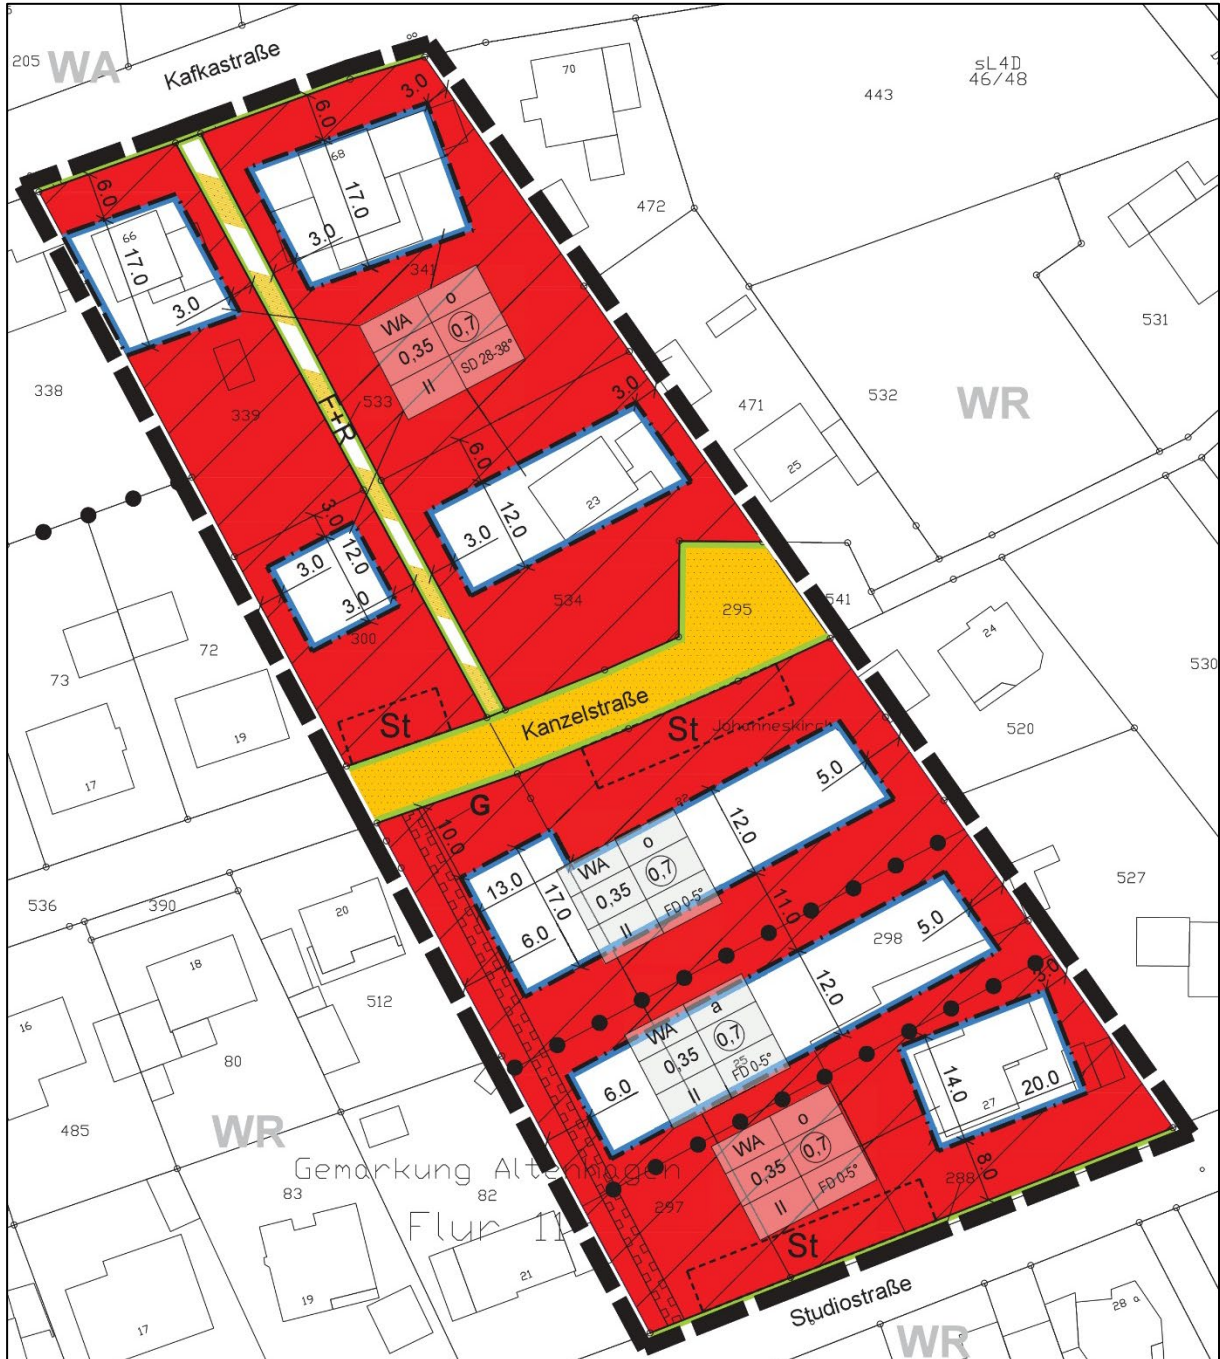 205
WA
Kafkastraße
70
443
sL4D
46/48
6.0
3.0
68
17.0
3.0
6.0
66
17.0
3.0
472
531
341
WA
o
0,35
0,7
II
SD 28-38°
338
339
F+R
533
3.0
471
532
WR
25
6.0
12.0
3.0
23
3.0
12.0
3.0
3.0
300
534
295
541
24
530
73
72
19
17
St
Kanzelstraße
St
Johanneskirch
520
G
10.0
5.0
22
12.0
13.0
17.0
6.0
WA
o
0,35
0,7
II
FD 0-5°
11.0
527
536
390
20
18
16
512
80
298
5.0
3.0
12.0
WA
a
0,35
0,7
II
25
FD 0-5°
6.0
14.0
27
20.0
8.0
485
WR
Gemarkung Altenhagen
83
82
Flur 11
WA
o
0,35
0,7
II
FD 0-5°
297
288
St
Studiostraße
17
19
21
28 a
WR